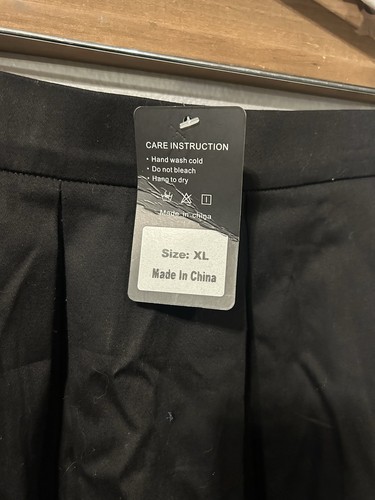 CARE INSTRUCTION
• Hand wash cold
• Do not bleach
• Hang to dry
Made in china
Size: XL
Made In China